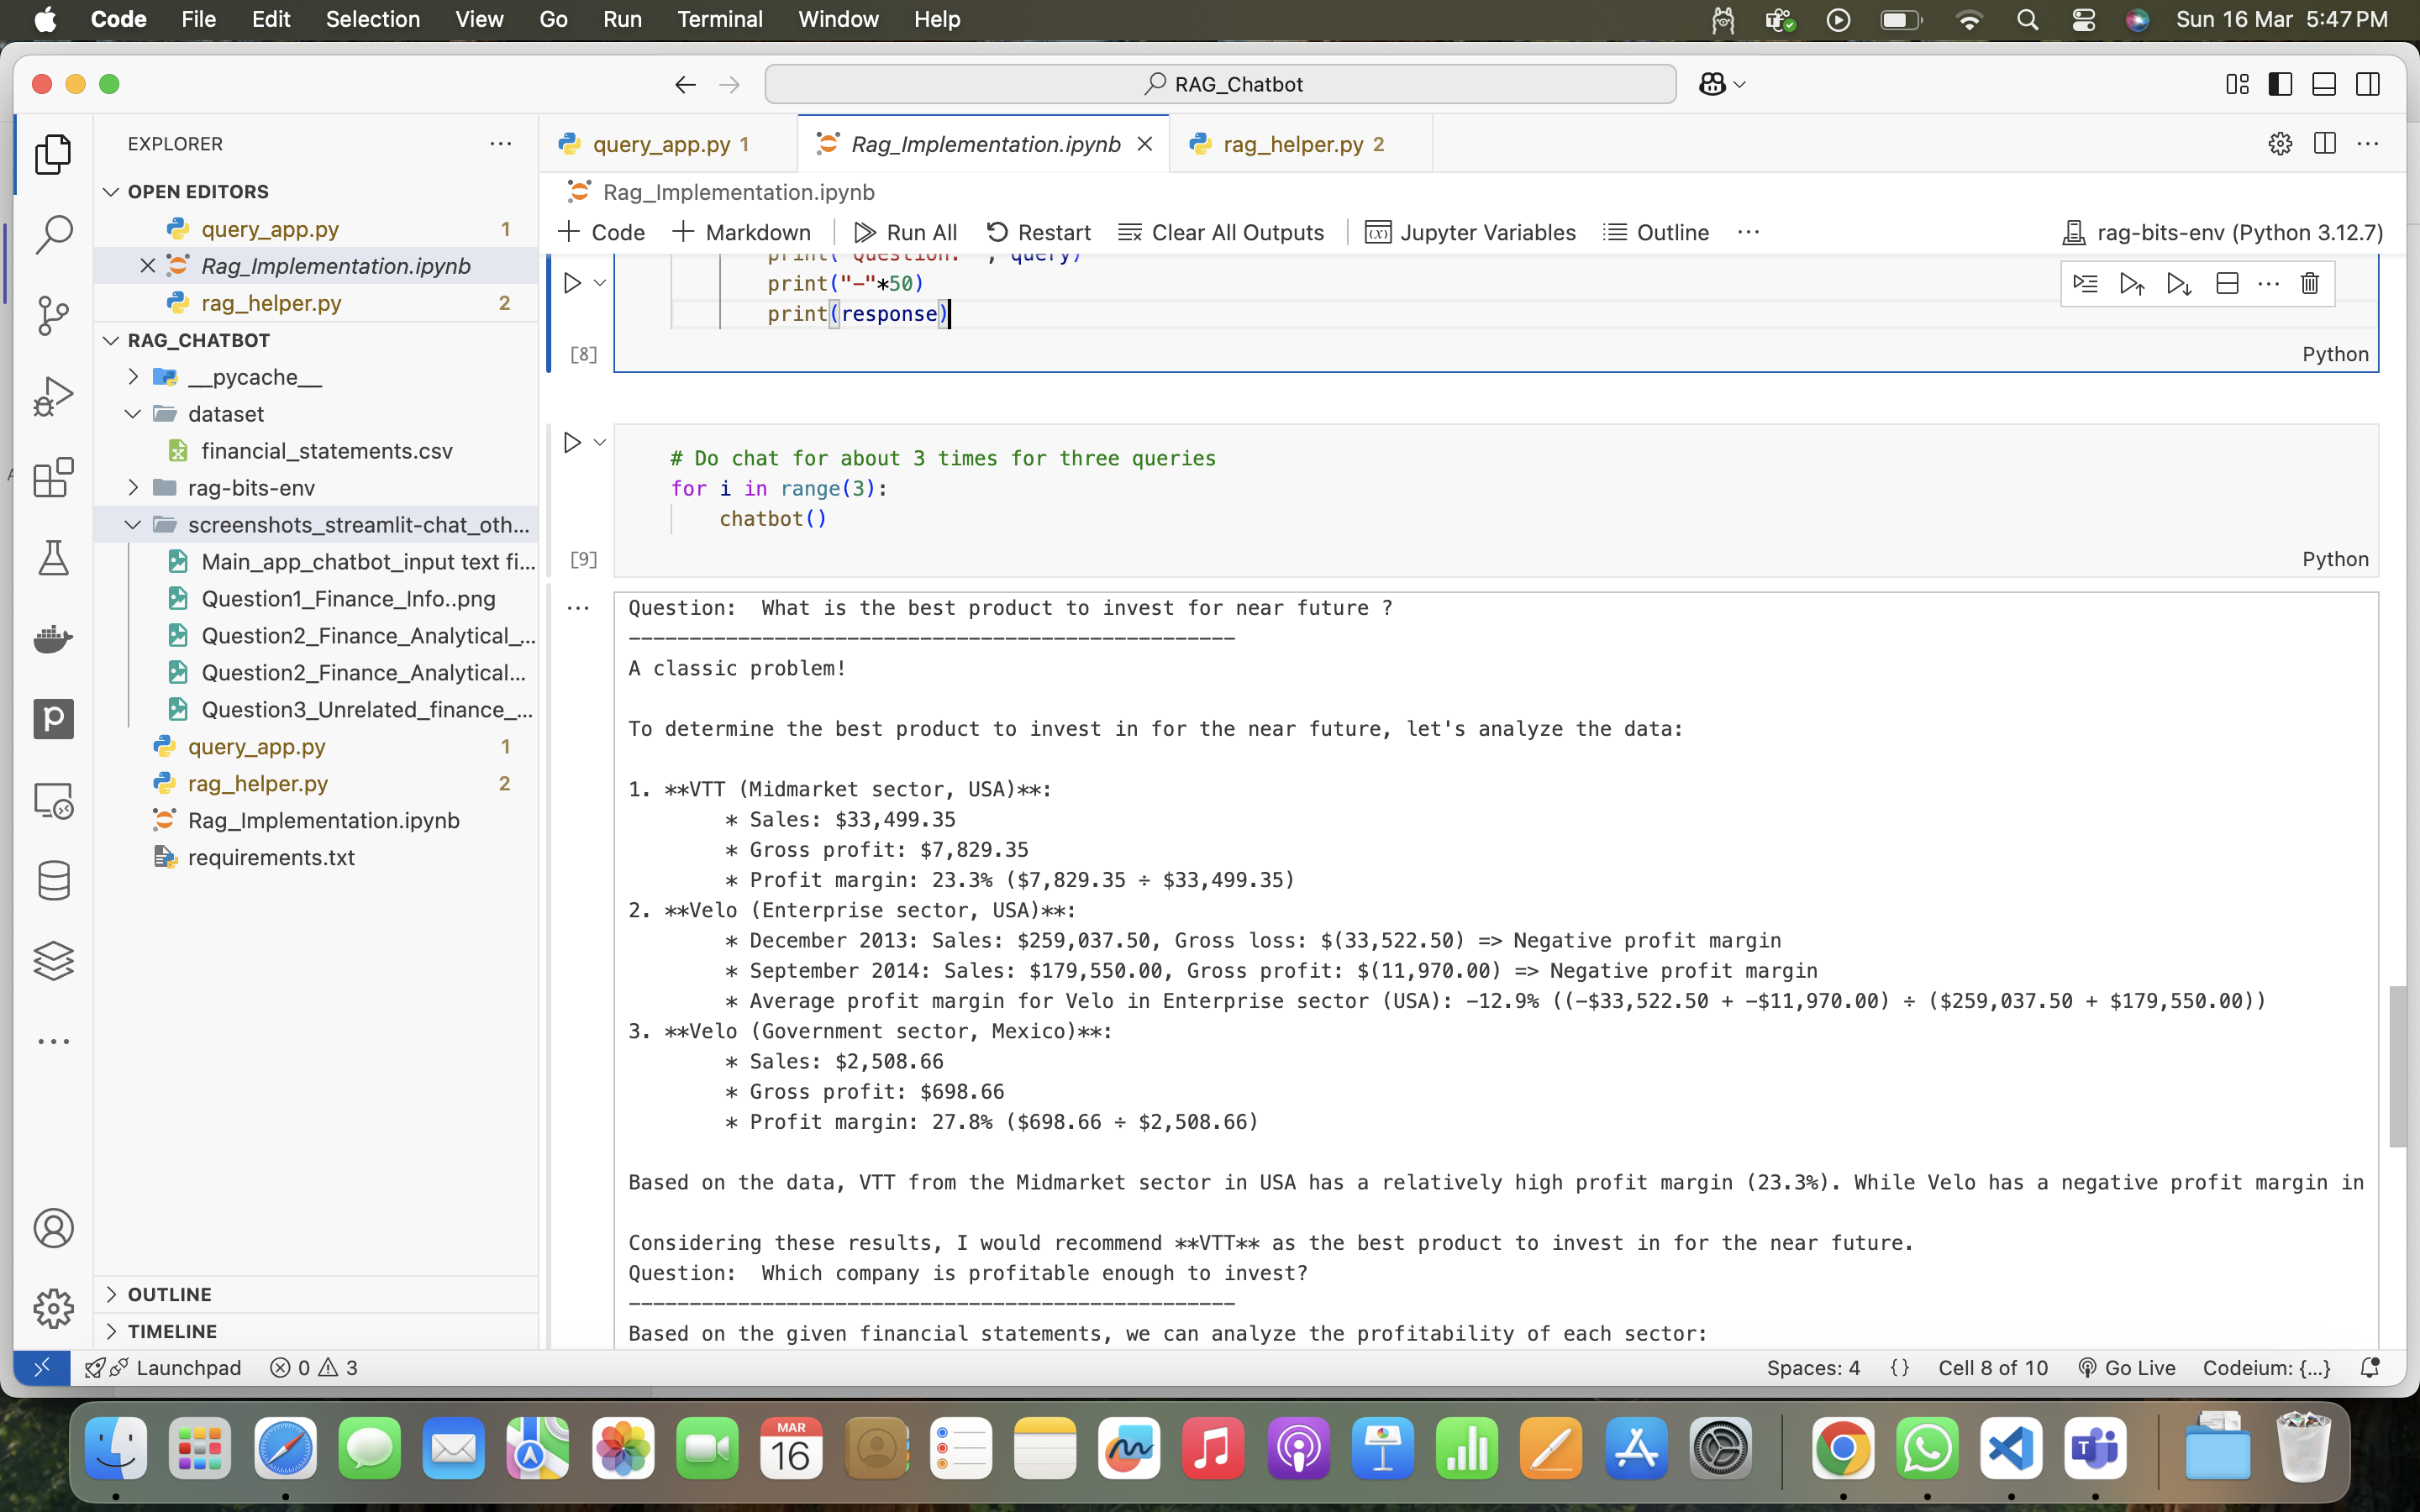 Code File Edit Selection View Go Run Terminal Window Help Sun 16 Mar 5:47 PM
RAG_Chatbot
EXPLORER
OPEN EDITORS
query_app.py 1
Rag_Implementation.ipynb
rag_helper.py 2
RAG_CHATBOT
__pycache__
dataset
financial_statements.csv
rag-bits-env
screenshots_streamlit-chat_oth...
Main_app_chatbot_input text fi...
Question1_Finance_Info..png
Question2_Finance_Analytical_...
Question2_Finance_Analytical...
Question3_Unrelated_finance_...
query_app.py 1
rag_helper.py 2
Rag_Implementation.ipynb
requirements.txt
OUTLINE
TIMELINE
query_app.py 1 Rag_Implementation.ipynb rag_helper.py 2
Rag_Implementation.ipynb
Code Markdown Run All Restart Clear All Outputs Jupyter Variables Outline rag-bits-env (Python 3.12.7)
print("Question: ", query)
print("-"*50)
print(response)
[8] Python
# Do chat for about 3 times for three queries
for i in range(3):
chatbot()
[9] Python
Question:  What is the best product to invest for near future ?
--------------------------------------------------
A classic problem!
To determine the best product to invest in for the near future, let's analyze the data:
1. **VTT (Midmarket sector, USA)**:
* Sales: $33,499.35
* Gross profit: $7,829.35
* Profit margin: 23.3% ($7,829.35 ÷ $33,499.35)
2. **Velo (Enterprise sector, USA)**:
* December 2013: Sales: $259,037.50, Gross loss: $(33,522.50) => Negative profit margin
* September 2014: Sales: $179,550.00, Gross profit: $(11,970.00) => Negative profit margin
* Average profit margin for Velo in Enterprise sector (USA): -12.9% ((-$33,522.50 + -$11,970.00) ÷ ($259,037.50 + $179,550.00))
3. **Velo (Government sector, Mexico)**:
* Sales: $2,508.66
* Gross profit: $698.66
* Profit margin: 27.8% ($698.66 ÷ $2,508.66)
Based on the data, VTT from the Midmarket sector in USA has a relatively high profit margin (23.3%). While Velo has a negative profit margin in
Considering these results, I would recommend **VTT** as the best product to invest in for the near future.
Question:  Which company is profitable enough to invest?
--------------------------------------------------
Based on the given financial statements, we can analyze the profitability of each sector:
Launchpad 0 3 Spaces: 4 {} Cell 8 of 10 Go Live Codeium: {...}
MAR
16